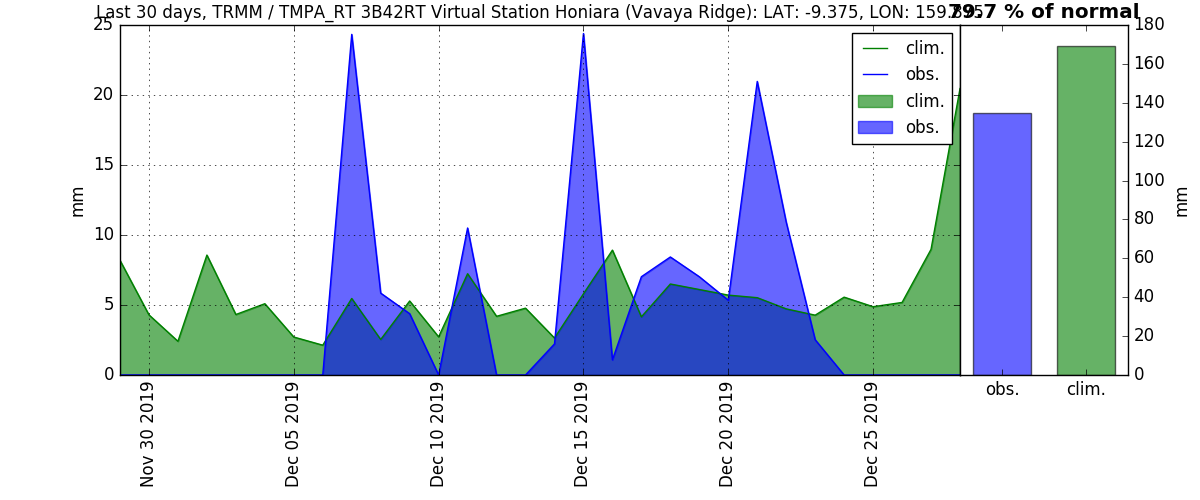 Last 30 days, TRMM / TMPA_RT 3B42RT Virtual Station Honiara (Vavaya Ridge): LAT: -9.375, LON:
79.7 % of normal
25
20
15
10
5
0
mm
clim.
obs.
clim.
obs.
180
160
140
120
100
80
60
40
20
0
mm
Nov 30 2019
Dec 05 2019
Dec 10 2019
Dec 15 2019
Dec 20 2019
Dec 25 2019
obs.
clim.